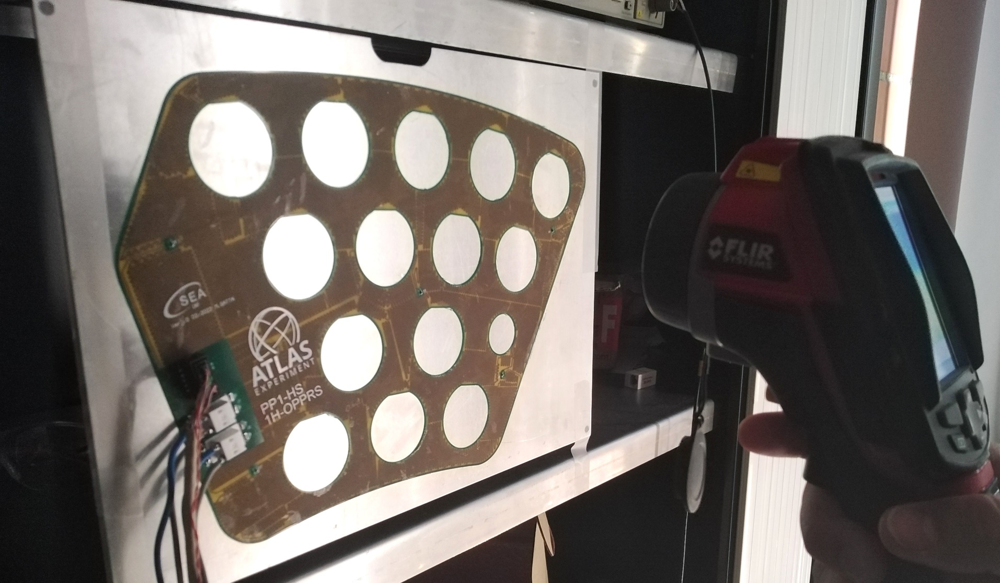 SEA
ATLAS
EXPERIMENT
PP1-HS
1H-OPPRS
FLIR
SYSTEMS
F